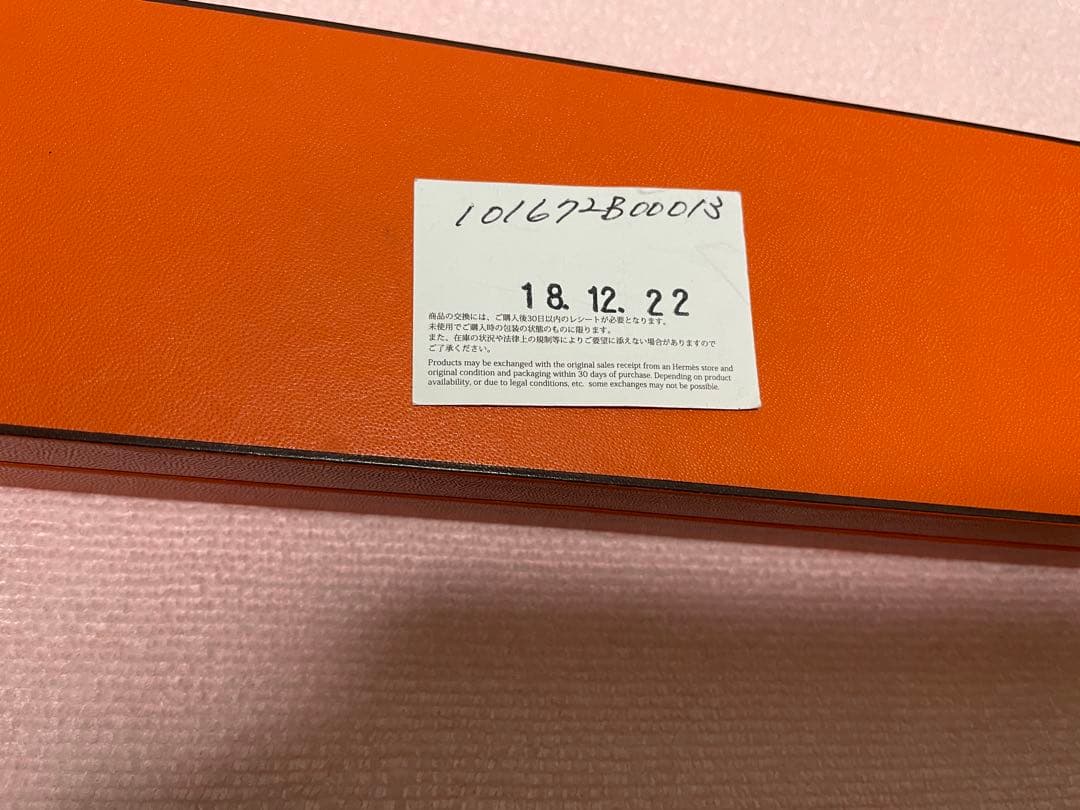 101672B00013
18.12.22
商品の交換には、ご購入後30日以内のレシートが必要となります。
未使用でご購入時の包装の状態のものに限ります。
また、在庫の状況や法律上の規制等によりご要望に添えない場合がありますので
ご了承ください。
Products may be exchanged with the original sales receipt from an Hermès store and
original condition and packaging within 30 days of purchase. Depending on product
availability, or due to legal conditions, etc. some exchanges may not be possible.